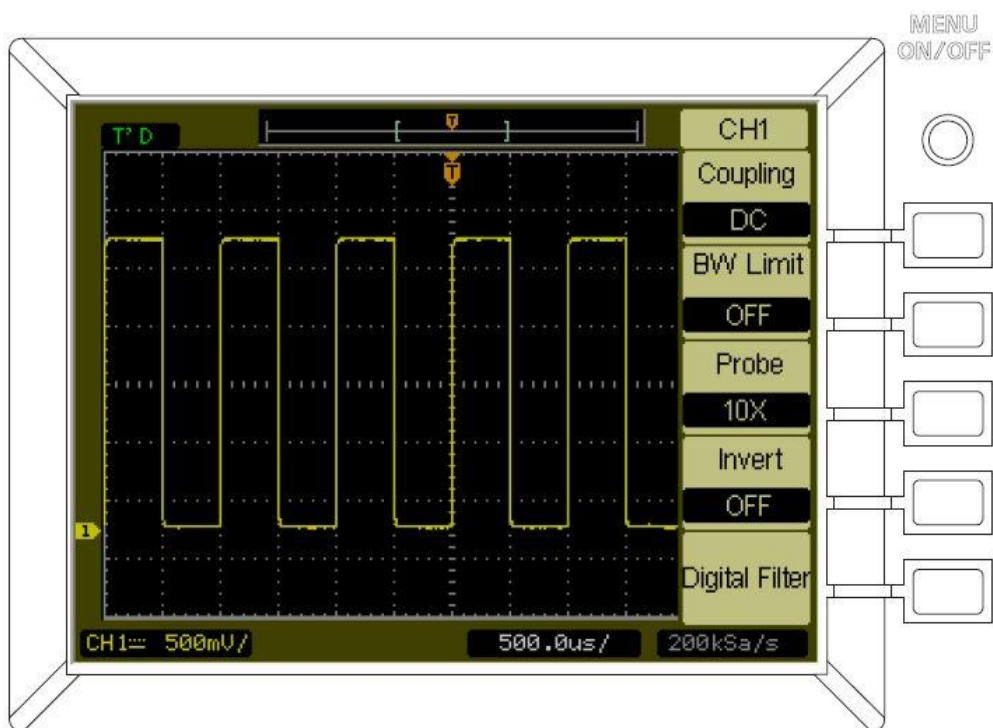 MENU
ON/OFF
T' D
T
CH1
Coupling
DC
T
BW Limit
OFF
Probe
10X
Invert
OFF
1
Digital Filter
CH1 500mV/ 500.0us/ 200kSa/s